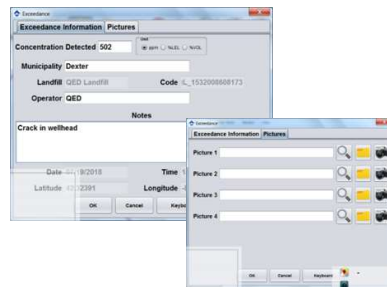 Exceedance
Exceedance Information Pictures
Concentration Detected 502
Unit
ppm %LEL %VOL
Municipality Dexter
Landfill QED Landfill Code
Operator QED
Notes
Crack in wellhead
Date Time
Latitude Longitude
OK Cancel
Exceedance
Exceedance Information Pictures
Picture 1
Picture 2
Picture 3
Picture 4
OK Cancel Keyboard